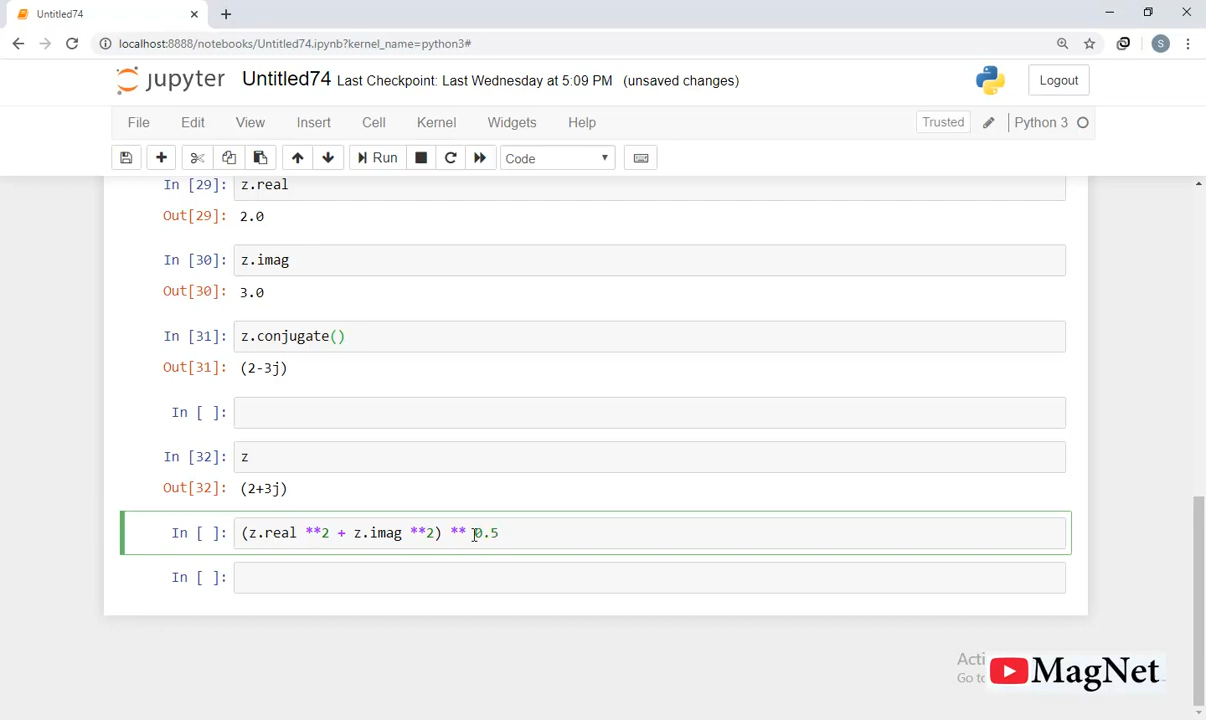 Untitled74
localhost:8888/notebooks/Untitled74.ipynb?kernel_name=python3#
S
jupyter Untitled74 Last Checkpoint: Last Wednesday at 5:09 PM (unsaved changes)
Logout
File Edit View Insert Cell Kernel Widgets Help
Trusted
Python 3
Run
Code
In [29]: z.real
Out[29]: 2.0
In [30]: z.imag
Out[30]: 3.0
In [31]: z.conjugate()
Out[31]: (2-3j)
In [ ]:
In [32]: z
Out[32]: (2+3j)
In [ ]: (z.real **2 + z.imag **2) ** 0.5
In [ ]:
Acti
Go to
MagNet